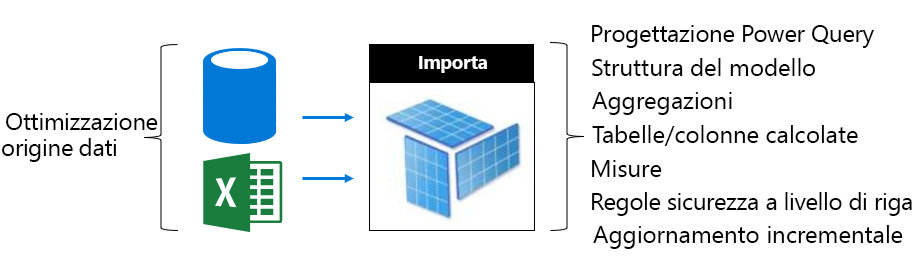 Ottimizzazione
origine dati
X
Importa
Progettazione Power Query
Struttura del modello
Aggregazioni
Tabelle/colonne calcolate
Misure
Regole sicurezza a livello di riga
Aggiornamento incrementale